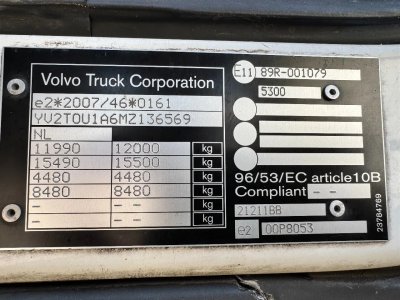 Volvo Truck Corporation
e2*2007/46*0161
YV2T0U1A6MZ136569
NL
11990 12000 kg
15490 15500 kg
4480 4480 kg
8480 8480 kg
– – kg
– – kg
E11 89R-001079
5300
96/53/EC article10B
Compliant – –
21211BB
e2 00P8053
23784769